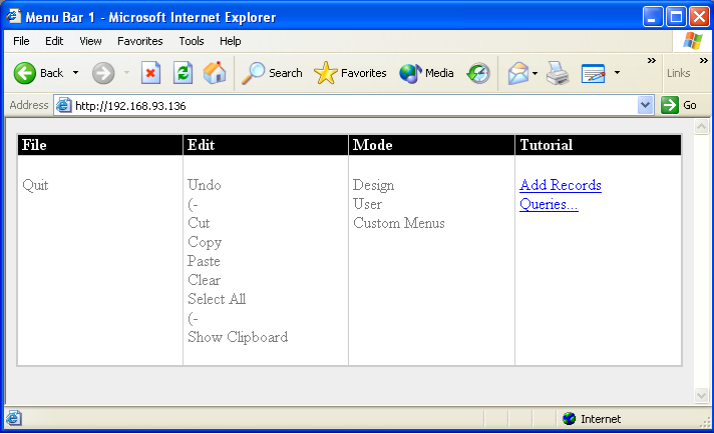 Menu Bar 1 - Microsoft Internet Explorer
File Edit View Favorites Tools Help
Back Search Favorites Media Links
Address http://192.168.93.136 Go
File Edit Mode Tutorial
Quit Undo Design Add Records
(- User Queries...
Cut Custom Menus
Copy
Paste
Clear
Select All
(-
Show Clipboard
Internet